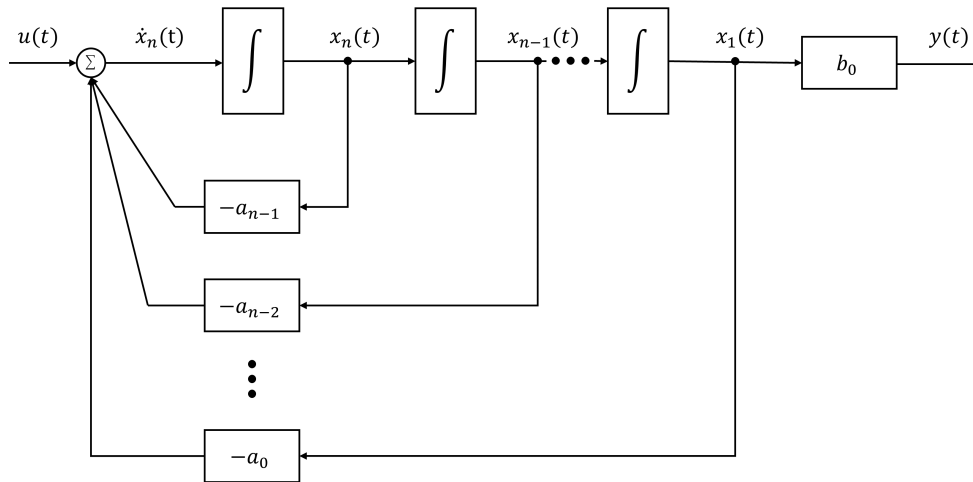 u(t) ẋₙ(t) xₙ(t) xₙ₋₁(t) x₁(t) y(t)
Σ ∫ ∫ ∫ b₀
−aₙ₋₁
−aₙ₋₂
−a₀